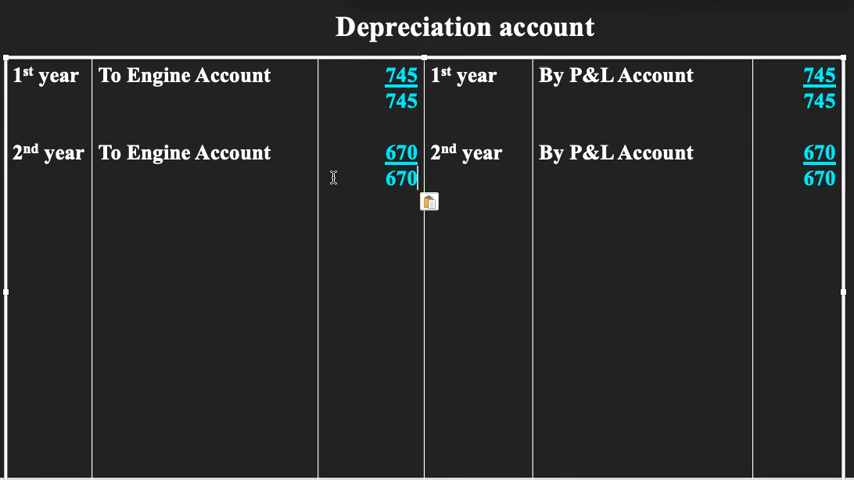 Depreciation account
1st year To Engine Account 745 1st year By P&L Account 745
745 745
2nd year To Engine Account 670 2nd year By P&L Account 670
670 670